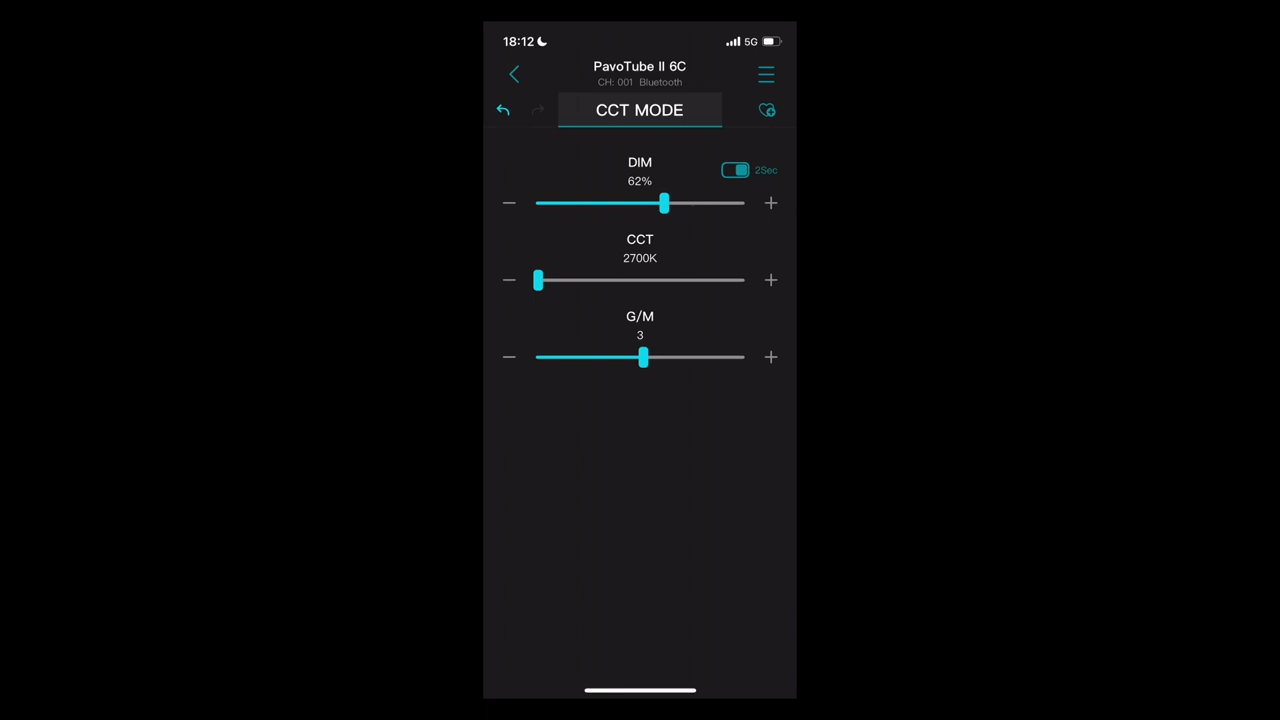 18:12
5G
PavoTube II 6C
CH: 001 Bluetooth
CCT MODE
DIM
2Sec
62%
CCT
2700K
G/M
3